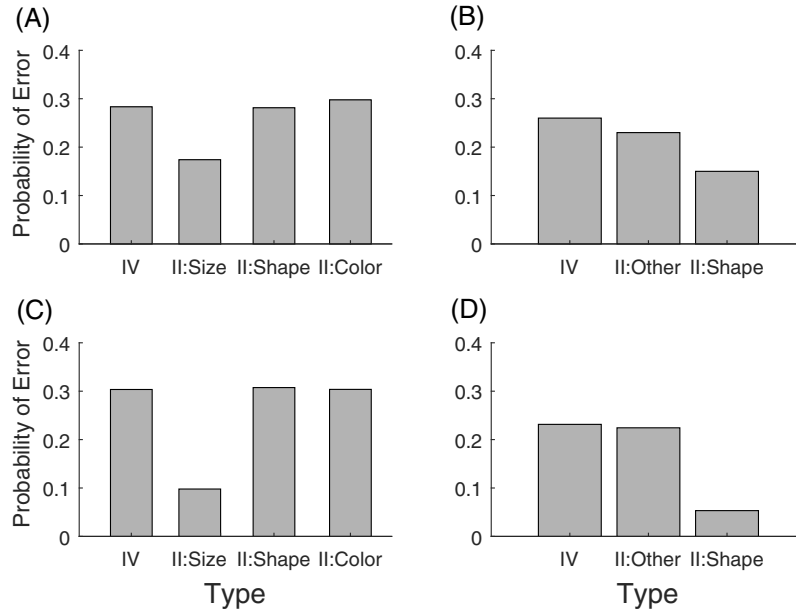 (A)
Probability of Error
0.4
0.3
0.2
0.1
0
IV II:Size II:Shape II:Color
(B)
0.4
0.3
0.2
0.1
0
IV II:Other II:Shape
(C)
Probability of Error
0.4
0.3
0.2
0.1
0
IV II:Size II:Shape II:Color
Type
(D)
0.4
0.3
0.2
0.1
0
IV II:Other II:Shape
Type